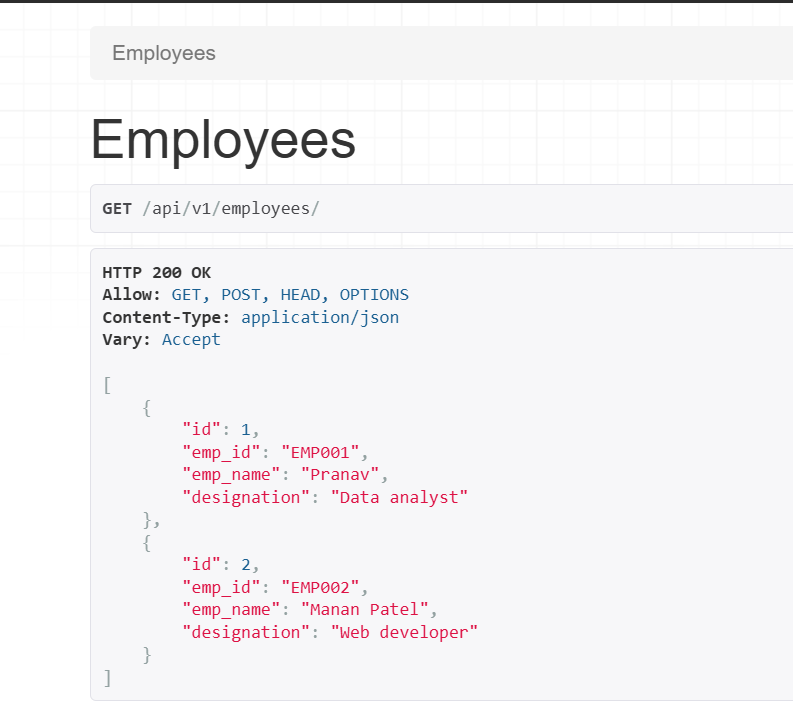 Employees
Employees
GET /api/v1/employees/
HTTP 200 OK
Allow: GET, POST, HEAD, OPTIONS
Content-Type: application/json
Vary: Accept
[
    {
        "id": 1,
        "emp_id": "EMP001",
        "emp_name": "Pranav",
        "designation": "Data analyst"
    },
    {
        "id": 2,
        "emp_id": "EMP002",
        "emp_name": "Manan Patel",
        "designation": "Web developer"
    }
]